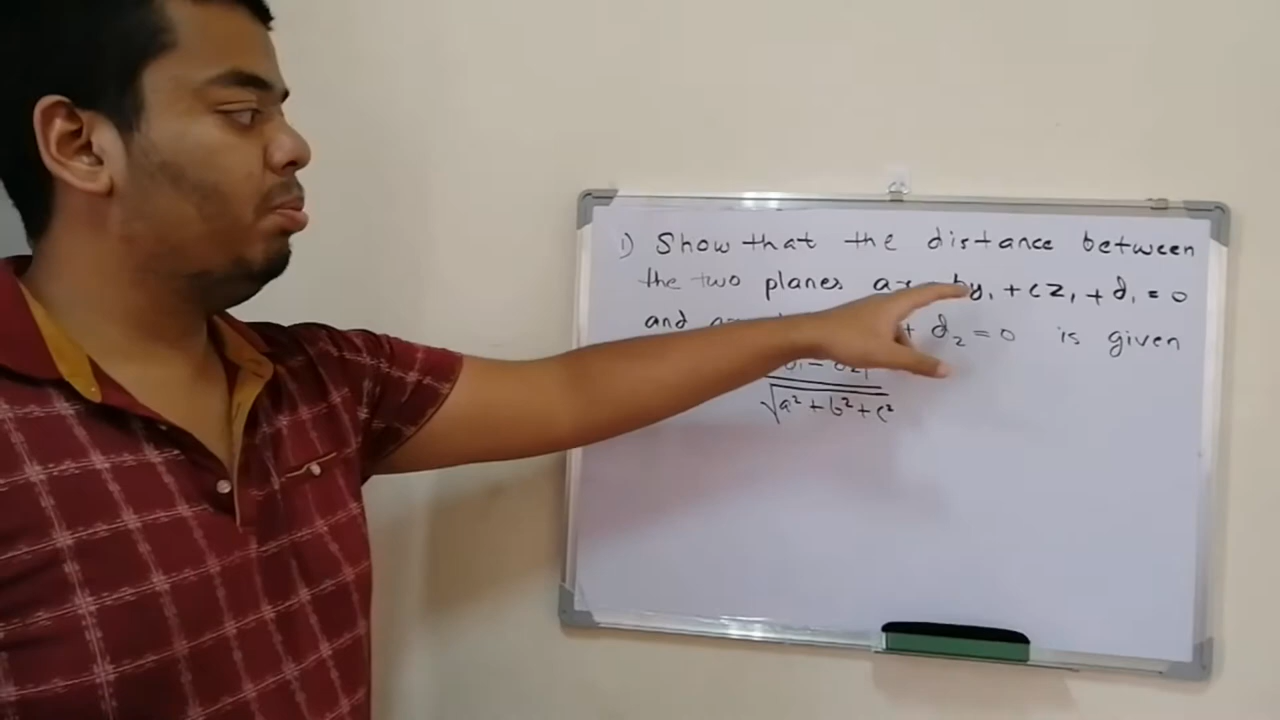 1) Show that the distance between
the two planes ax by₁ + cz₁ + d₁ = 0
and + d₂ = 0 is given
√a² + b² + c²